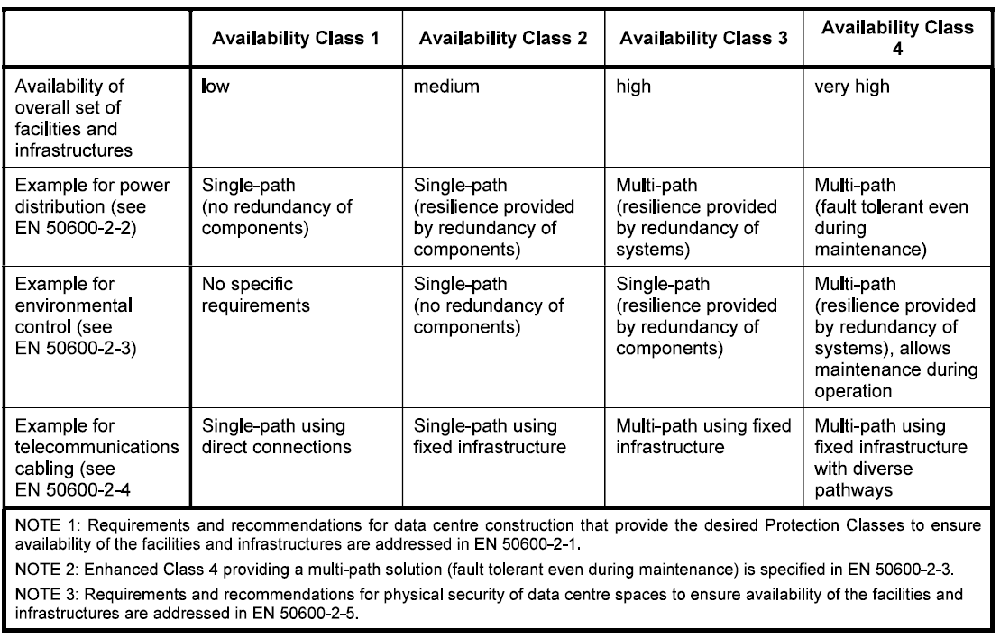 Availability Class 1
Availability Class 2
Availability Class 3
Availability Class
4
Availability of
overall set of
facilities and
infrastructures
low
medium
high
very high
Example for power
distribution (see
EN 50600-2-2)
Single-path
(no redundancy of
components)
Single-path
(resilience provided
by redundancy of
components)
Multi-path
(resilience provided
by redundancy of
systems)
Multi-path
(fault tolerant even
during
maintenance)
Example for
environmental
control (see
EN 50600-2-3)
No specific
requirements
Single-path
(no redundancy of
components)
Single-path
(resilience provided
by redundancy of
components)
Multi-path
(resilience provided
by redundancy of
systems), allows
maintenance during
operation
Example for
telecommunications
cabling (see
EN 50600-2-4
Single-path using
direct connections
Single-path using
fixed infrastructure
Multi-path using fixed
infrastructure
Multi-path using
fixed infrastructure
with diverse
pathways
NOTE 1: Requirements and recommendations for data centre construction that provide the desired Protection Classes to ensure
availability of the facilities and infrastructures are addressed in EN 50600-2-1.
NOTE 2: Enhanced Class 4 providing a multi-path solution (fault tolerant even during maintenance) is specified in EN 50600-2-3.
NOTE 3: Requirements and recommendations for physical security of data centre spaces to ensure availability of the facilities and
infrastructures are addressed in EN 50600-2-5.